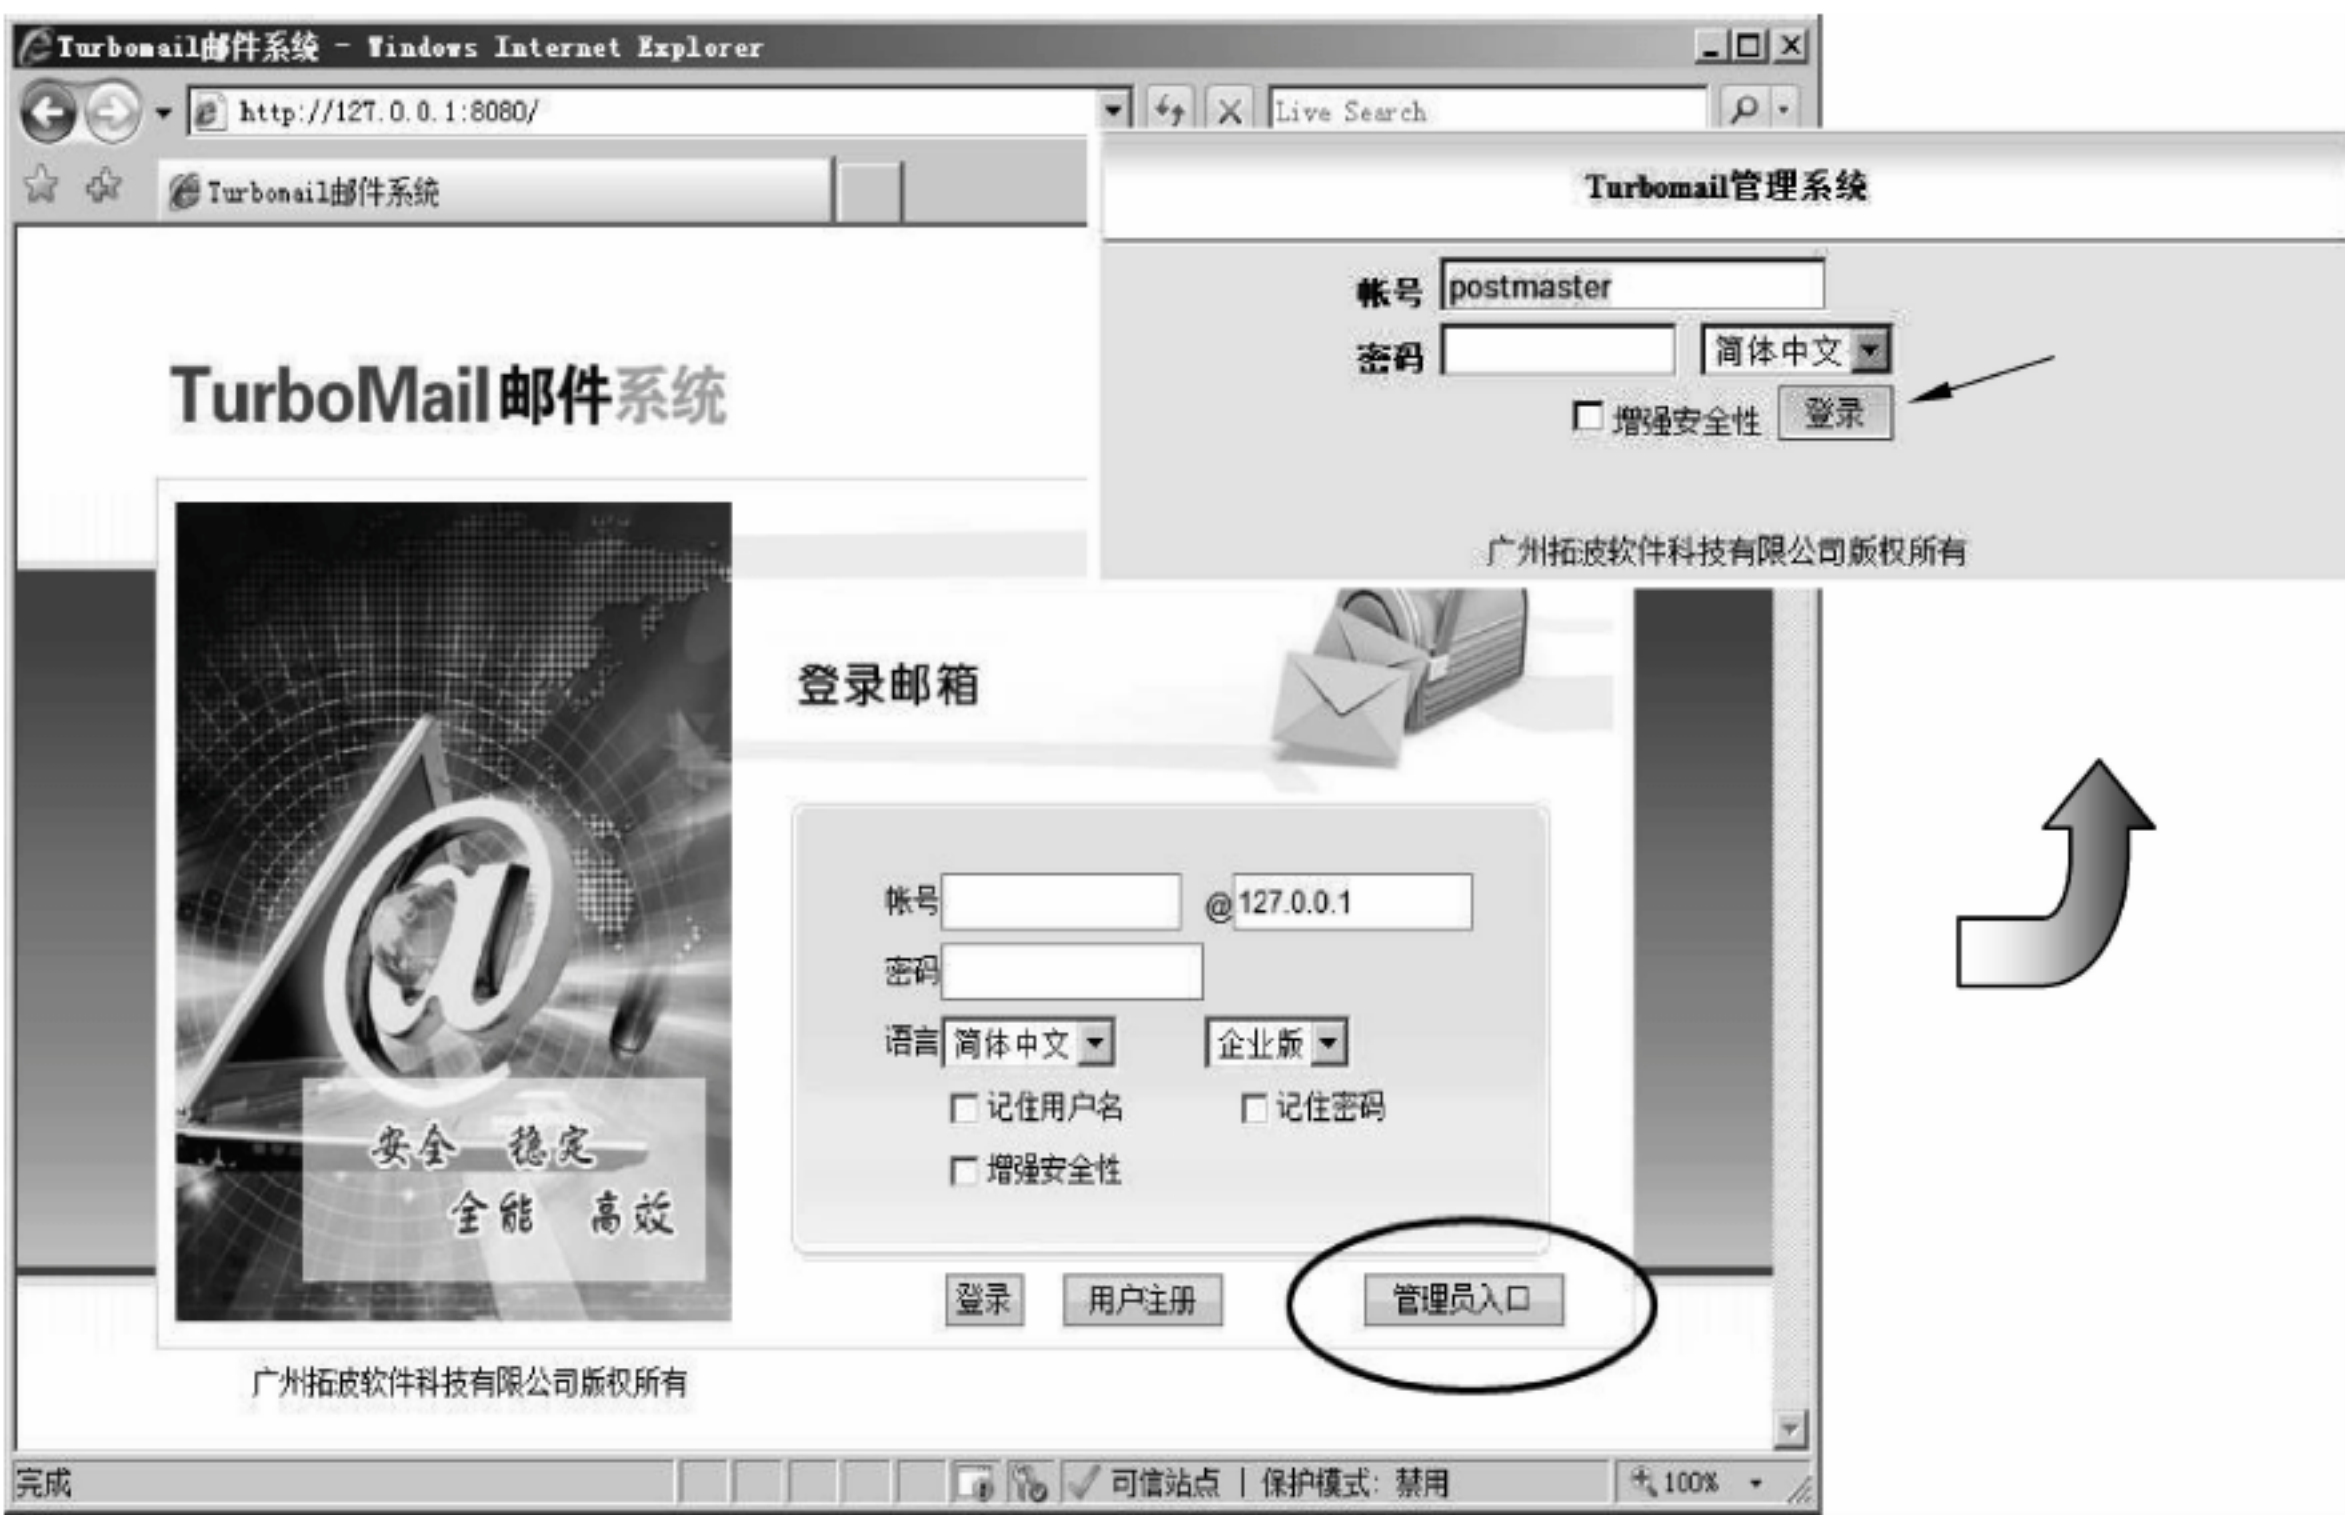 Turbomail邮件系统 - Windows Internet Explorer
http://127.0.0.1:8080/
Live Search
Turbomail邮件系统
Turbomail管理系统
帐号 postmaster
密码 简体中文
增强安全性 登录
广州拓波软件科技有限公司版权所有
TurboMail邮件系统
登录邮箱
帐号 @127.0.0.1
密码
语言 简体中文 企业版
记住用户名 记住密码
增强安全性
安全 稳定
全能 高效
登录 用户注册 管理员入口
广州拓波软件科技有限公司版权所有
完成 可信站点 | 保护模式: 禁用 100%